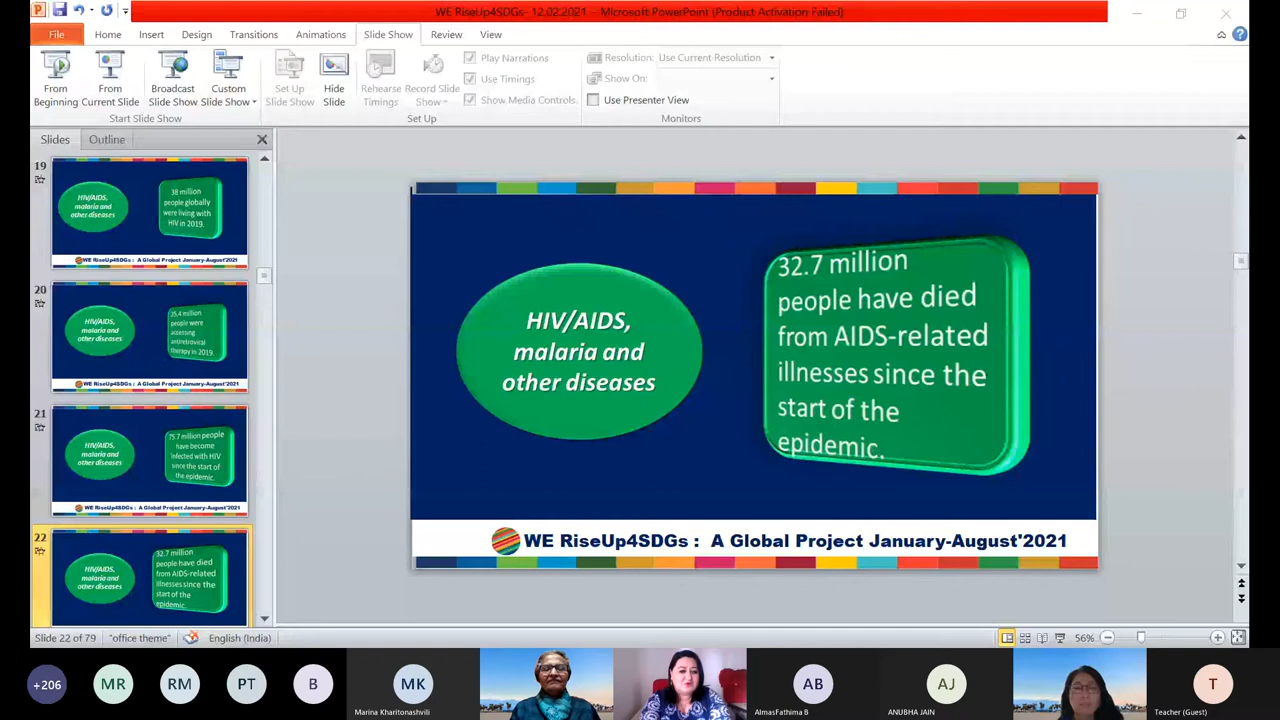 WE RiseUp4SDGs- 12.02.2021 - Microsoft PowerPoint (Product Activation Failed)
File Home Insert Design Transitions Animations Slide Show Review View
From Beginning
From Current Slide
Broadcast Slide Show
Custom Slide Show
Start Slide Show
Set Up Slide Show
Hide Slide
Rehearse Timings
Record Slide Show
Play Narrations
Use Timings
Show Media Controls
Set Up
Resolution: Use Current Resolution
Show On:
Use Presenter View
Monitors
Slides Outline
19
HIV/AIDS,
malaria and
other diseases
38 million
people globally
were living with
HIV in 2019.
WE RiseUp4SDGs : A Global Project January-August'2021
20
HIV/AIDS,
malaria and
other diseases
25.4 million
people were
accessing
antiretroviral
therapy in 2019.
WE RiseUp4SDGs : A Global Project January-August'2021
21
HIV/AIDS,
malaria and
other diseases
75.7 million people
have become
infected with HIV
since the start of
the epidemic.
WE RiseUp4SDGs : A Global Project January-August'2021
22
HIV/AIDS,
malaria and
other diseases
32.7 million
people have died
from AIDS-related
illnesses since the
start of the
epidemic.
HIV/AIDS,
malaria and
other diseases
32.7 million
people have died
from AIDS-related
illnesses since the
start of the
epidemic.
WE RiseUp4SDGs : A Global Project January-August'2021
Slide 22 of 79 "office theme" English (India) 56%
+206 MR RM PT B MK AB AJ T
Marina Kharitonashvili AlmasFathima B ANUBHA JAIN Teacher (Guest)